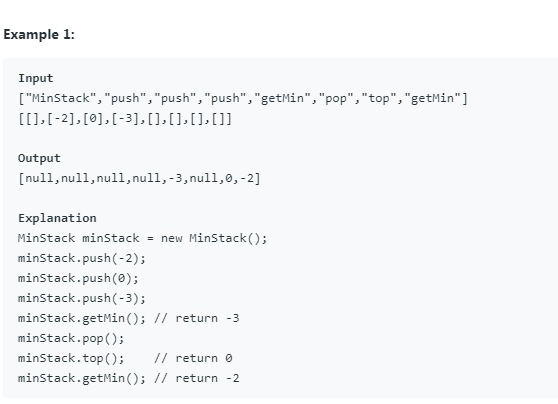 Example 1:
Input
["MinStack","push","push","push","getMin","pop","top","getMin"]
[[],[-2],[0],[-3],[],[],[],[]]
Output
[null,null,null,null,-3,null,0,-2]
Explanation
MinStack minStack = new MinStack();
minStack.push(-2);
minStack.push(0);
minStack.push(-3);
minStack.getMin(); // return -3
minStack.pop();
minStack.top();    // return 0
minStack.getMin(); // return -2